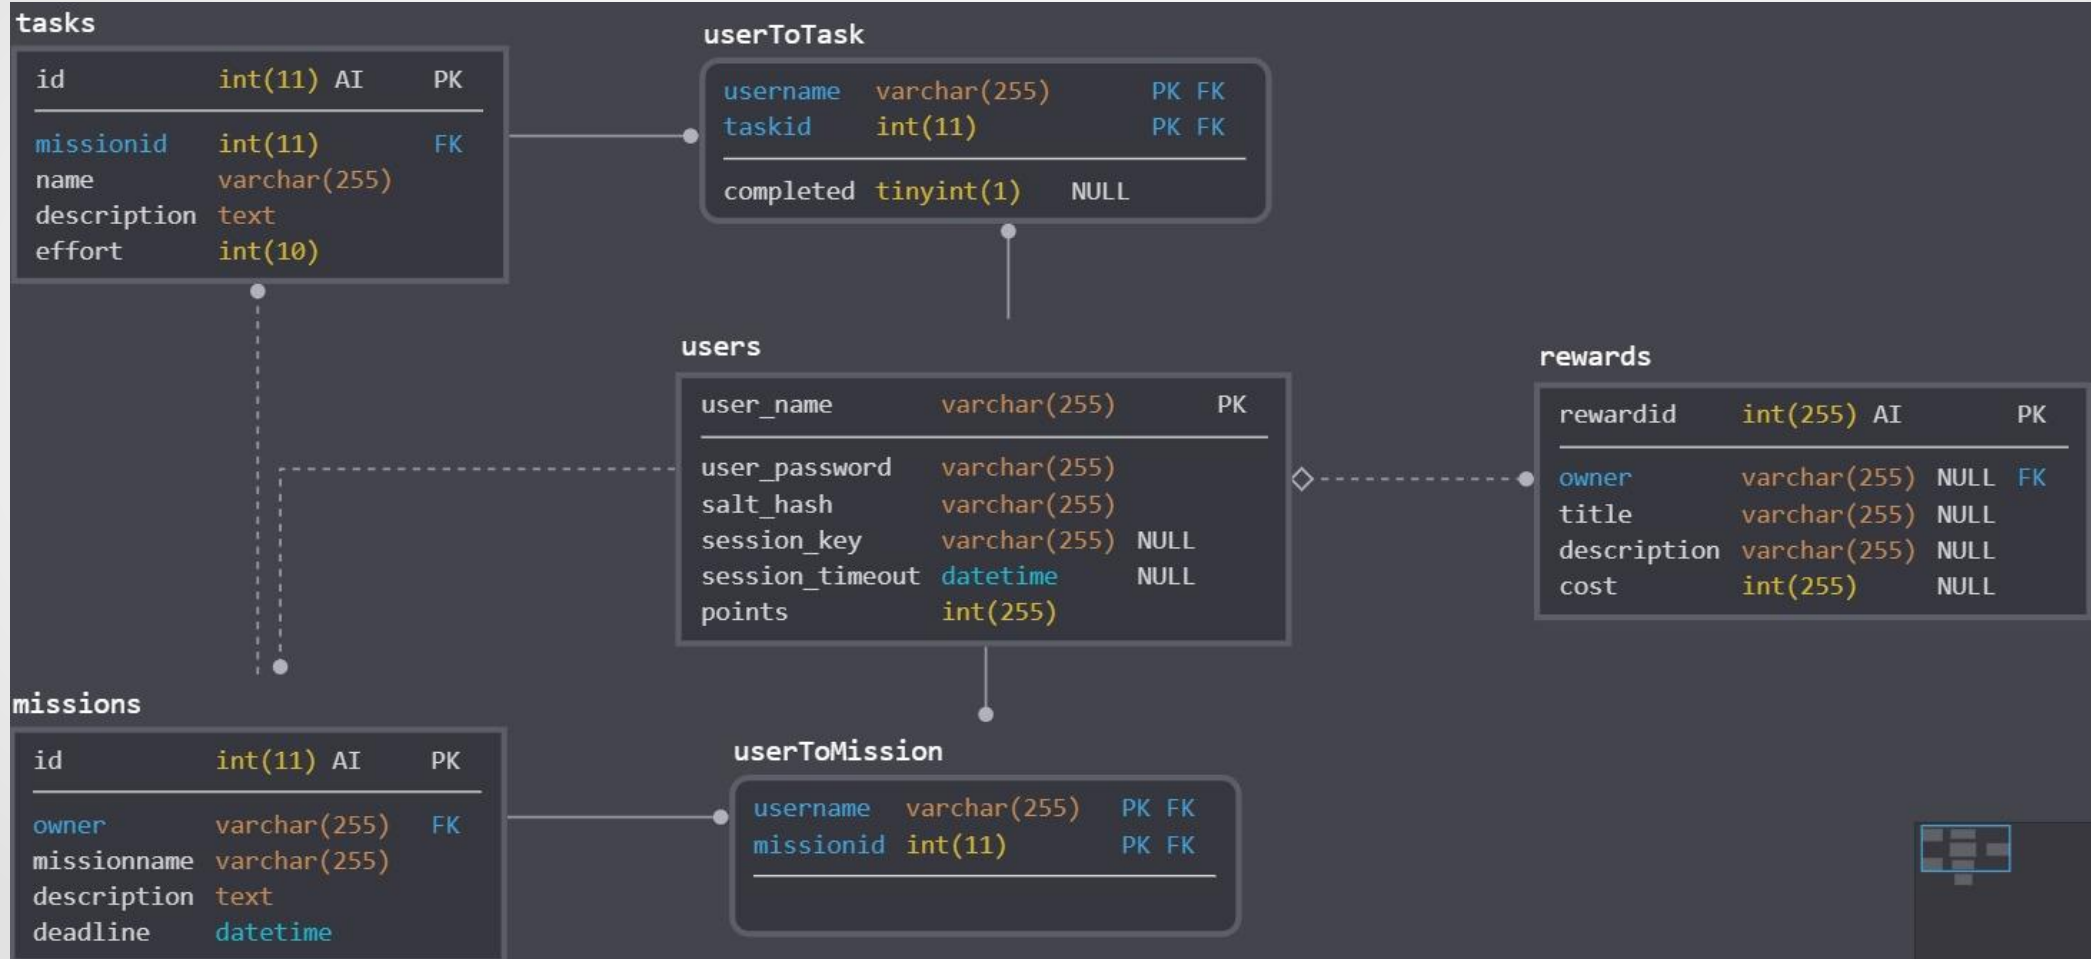 tasks
id int(11) AI PK
missionid int(11) FK
name varchar(255)
description text
effort int(10)
userToTask
username varchar(255) PK FK
taskid int(11) PK FK
completed tinyint(1) NULL
users
user_name varchar(255) PK
user_password varchar(255)
salt_hash varchar(255)
session_key varchar(255) NULL
session_timeout datetime NULL
points int(255)
rewards
rewardid int(255) AI PK
owner varchar(255) NULL FK
title varchar(255) NULL
description varchar(255) NULL
cost int(255) NULL
missions
id int(11) AI PK
owner varchar(255) FK
missionname varchar(255)
description text
deadline datetime
userToMission
username varchar(255) PK FK
missionid int(11) PK FK